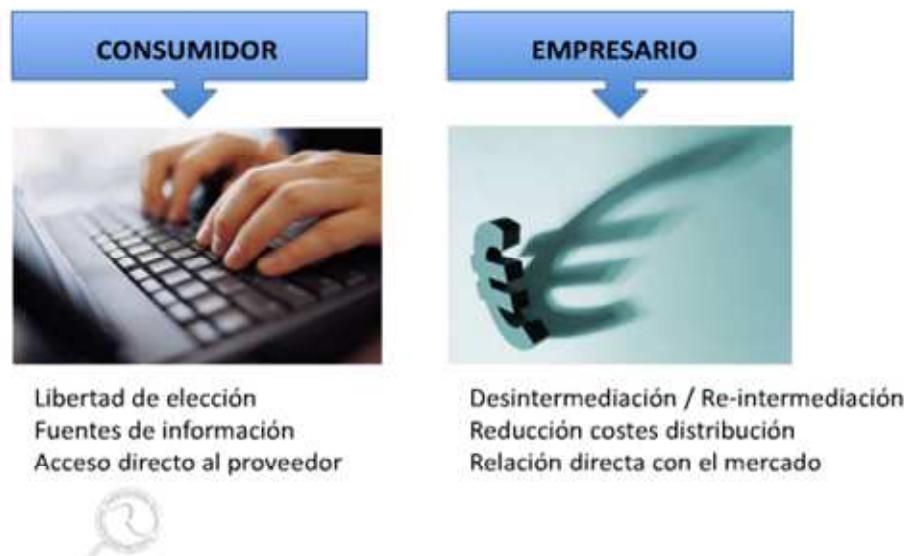 CONSUMIDOR
Libertad de elección
Fuentes de información
Acceso directo al proveedor
EMPRESARIO
Desintermediación / Re-intermediación
Reducción costes distribución
Relación directa con el mercado